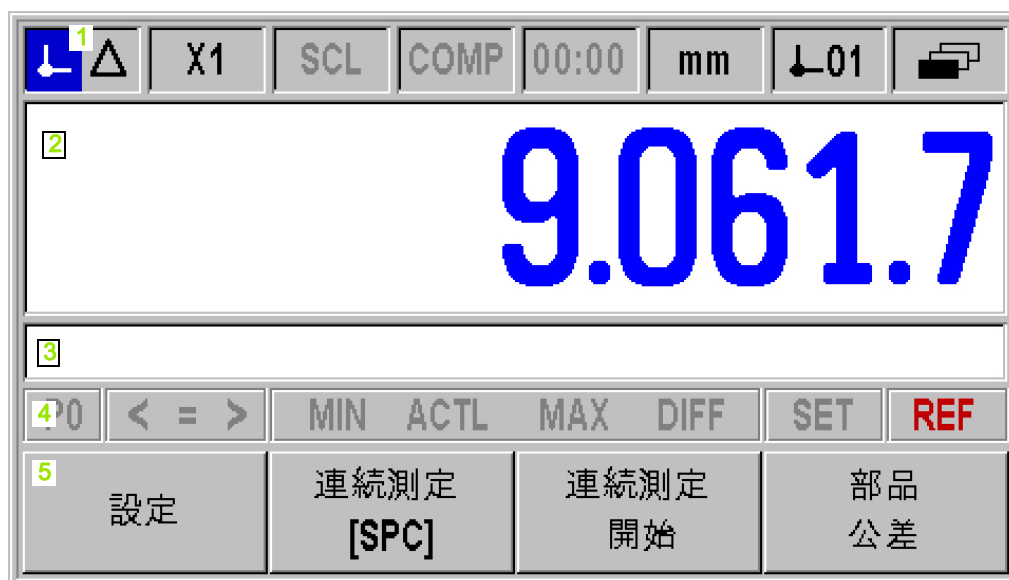 1 Δ X1 SCL COMP 00:00 mm 01
2 9.061.7
3
4 P0 < = > MIN ACTL MAX DIFF SET REF
5 設定
連続測定 [SPC]
連続測定 開始
部品 公差